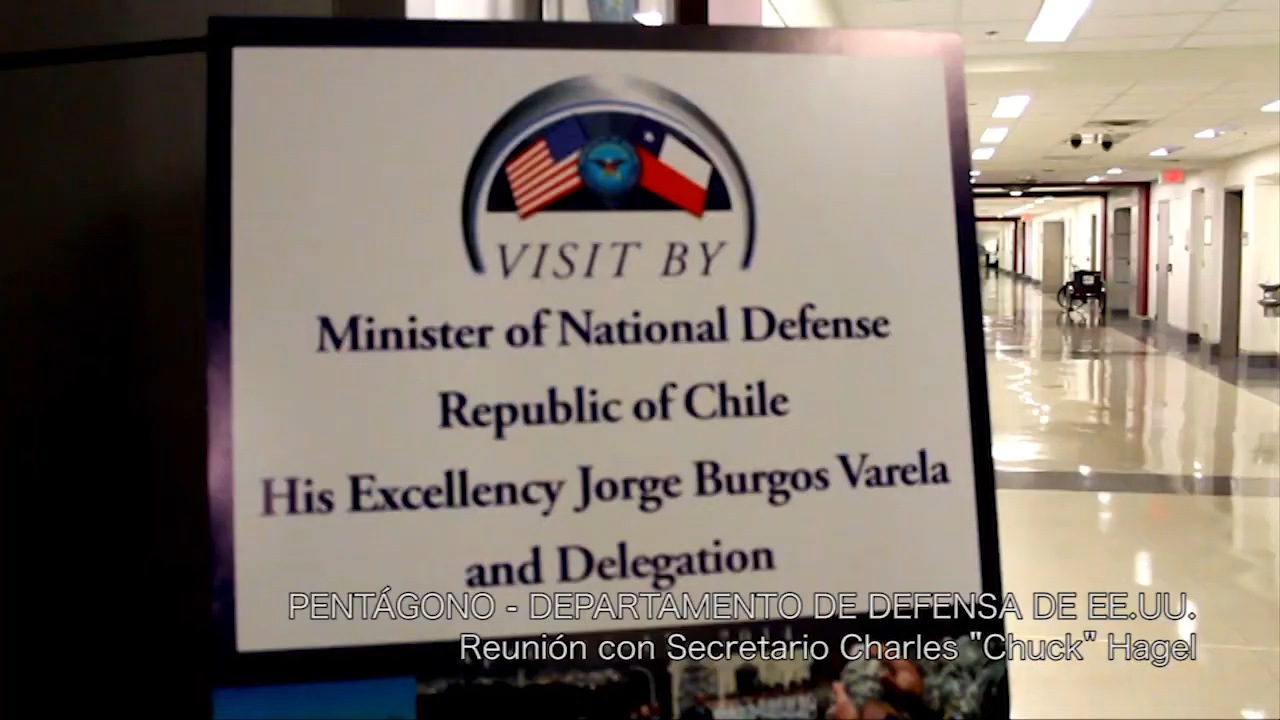 VISIT BY
Minister of National Defense
Republic of Chile
His Excellency Jorge Burgos Varela
and Delegation
PENTÁGONO - DEPARTAMENTO DE DEFENSA DE EE.UU.
Reunión con Secretario Charles "Chuck" Hagel